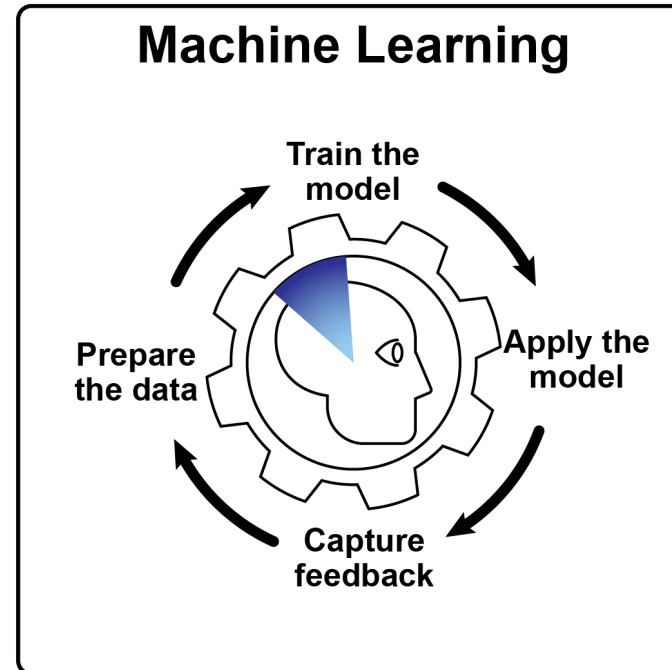 Machine Learning
Train the
model
Apply the
model
Prepare
the data
Capture
feedback